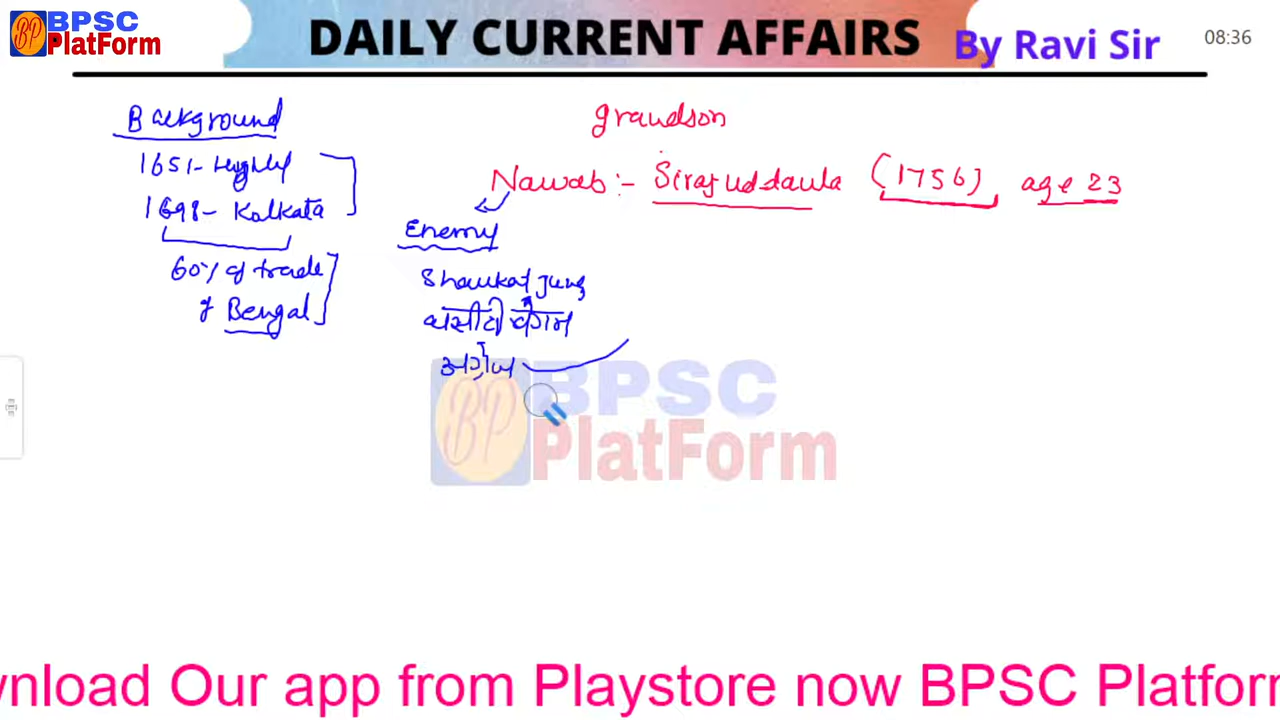 BPSC
PlatForm
DAILY CURRENT AFFAIRS
By Ravi Sir
08:36
Background
1651- Hughly
1698- Kolkata
60% of trade
of Bengal
grandson
Nawab:- Sirajuddaula (1756) age 23
Enemy
Shaukat Jung
घसीटी बेगम
अंग्रेज
BPSC
PlatForm
wnload Our app from Playstore now BPSC Platform